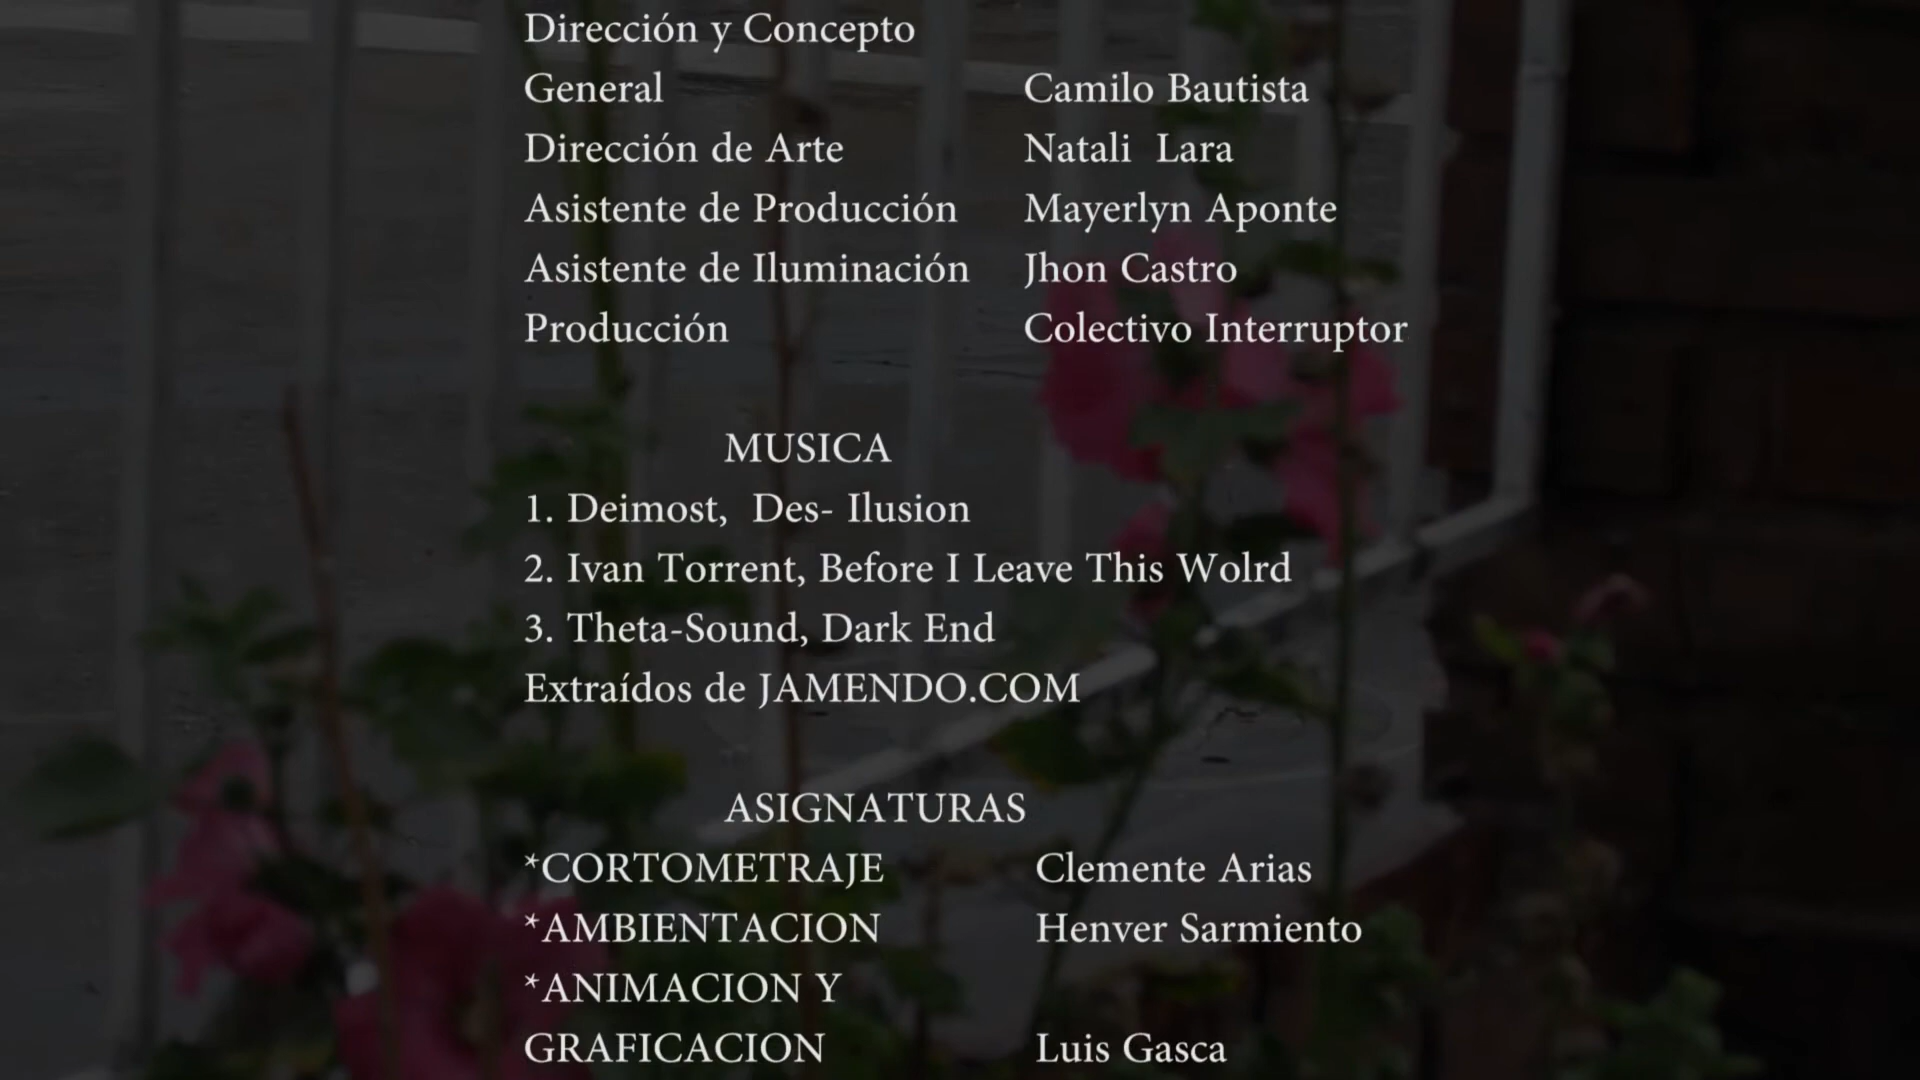 Dirección y Concepto
General Camilo Bautista
Dirección de Arte Natali Lara
Asistente de Producción Mayerlyn Aponte
Asistente de Iluminación Jhon Castro
Producción Colectivo Interruptor
MUSICA
1. Deimost, Des- Ilusion
2. Ivan Torrent, Before I Leave This Wolrd
3. Theta-Sound, Dark End
Extraídos de JAMENDO.COM
ASIGNATURAS
*CORTOMETRAJE Clemente Arias
*AMBIENTACION Henver Sarmiento
*ANIMACION Y
GRAFICACION Luis Gasca